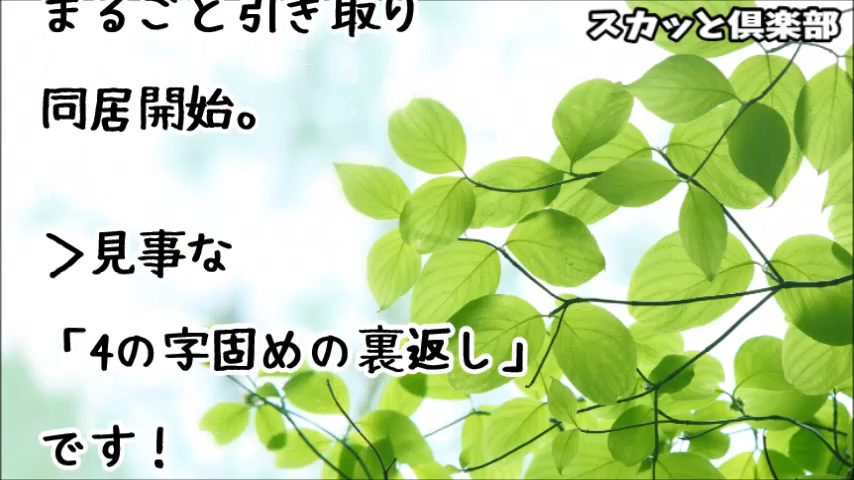 スカッと倶楽部
まるごと引き取り
同居開始。
＞見事な
「4の字固めの裏返し」
です！